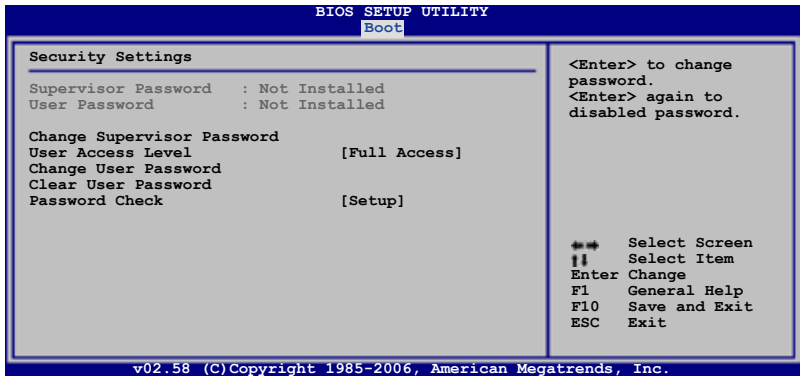 BIOS SETUP UTILITY
Boot
Security Settings
Supervisor Password : Not Installed
User Password : Not Installed
Change Supervisor Password
User Access Level [Full Access]
Change User Password
Clear User Password
Password Check [Setup]
<Enter> to change
password.
<Enter> again to
disabled password.
←→ Select Screen
↑↓ Select Item
Enter Change
F1 General Help
F10 Save and Exit
ESC Exit
v02.58 (C)Copyright 1985-2006, American Megatrends, Inc.